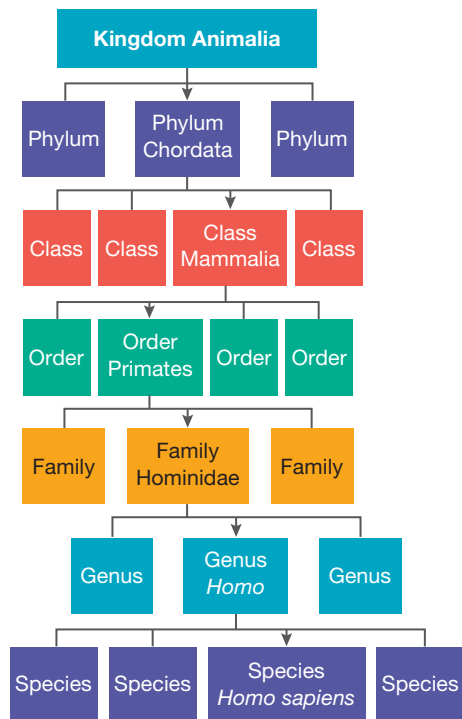 Kingdom Animalia
Phylum
Phylum
Chordata
Phylum
Class
Class
Class
Mammalia
Class
Order
Order
Primates
Order
Order
Family
Family
Hominidae
Family
Genus
Genus
Homo
Genus
Species
Species
Species
Homo sapiens
Species